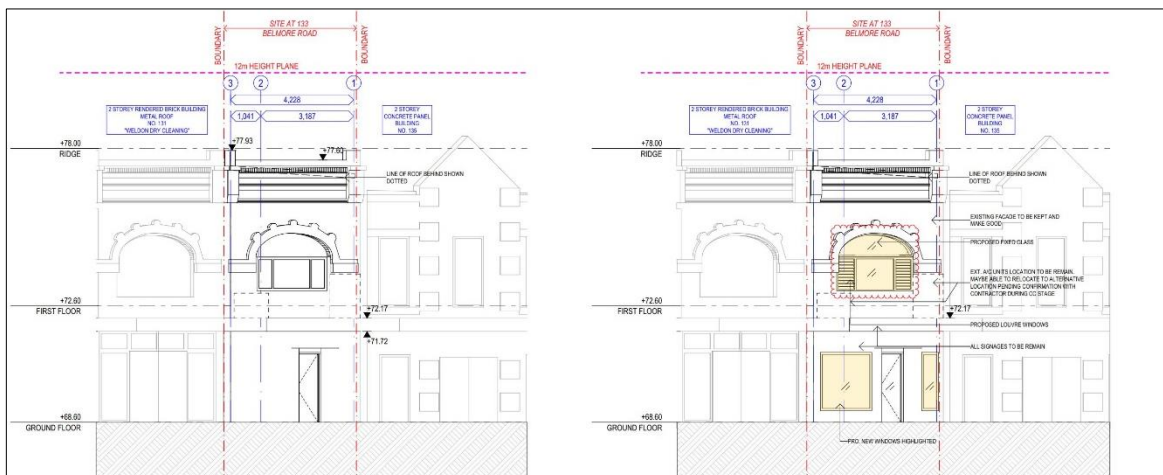 SITE AT 133
BELMORE ROAD
BOUNDARY
BOUNDARY
12m HEIGHT PLANE
3
2
1
4,228
1,041
3,187
2 STOREY RENDERED BRICK BUILDING
METAL ROOF
NO. 131
"WELDON DRY CLEANING"
2 STOREY
CONCRETE PANEL
BUILDING
NO. 135
+78.00
RIDGE
+77.93
+77.60
LINE OF ROOF BEHIND SHOWN
DOTTED
+72.60
FIRST FLOOR
+72.17
+71.72
+68.60
GROUND FLOOR
SITE AT 133
BELMORE ROAD
BOUNDARY
BOUNDARY
12m HEIGHT PLANE
3
2
1
4,228
1,041
3,187
2 STOREY RENDERED BRICK BUILDING
METAL ROOF
NO. 131
"WELDON DRY CLEANING"
2 STOREY
CONCRETE PANEL
BUILDING
NO. 135
+78.00
RIDGE
LINE OF ROOF BEHIND SHOWN
DOTTED
EXISTING FACADE TO BE KEPT AND
MAKE GOOD
PROPOSED FIXED GLASS
EXT. A/C UNITS LOCATION TO BE REMAIN.
MAYBE ABLE TO RELOCATE TO ALTERNATIVE
LOCATION PENDING CONFIRMATION WITH
CONTRACTOR DURING CC STAGE
+72.60
FIRST FLOOR
+72.17
PROPOSED LOUVRE WINDOWS
ALL SIGNAGES TO BE REMAIN
+68.60
GROUND FLOOR
PRO. NEW WINDOWS HIGHLIGHTED